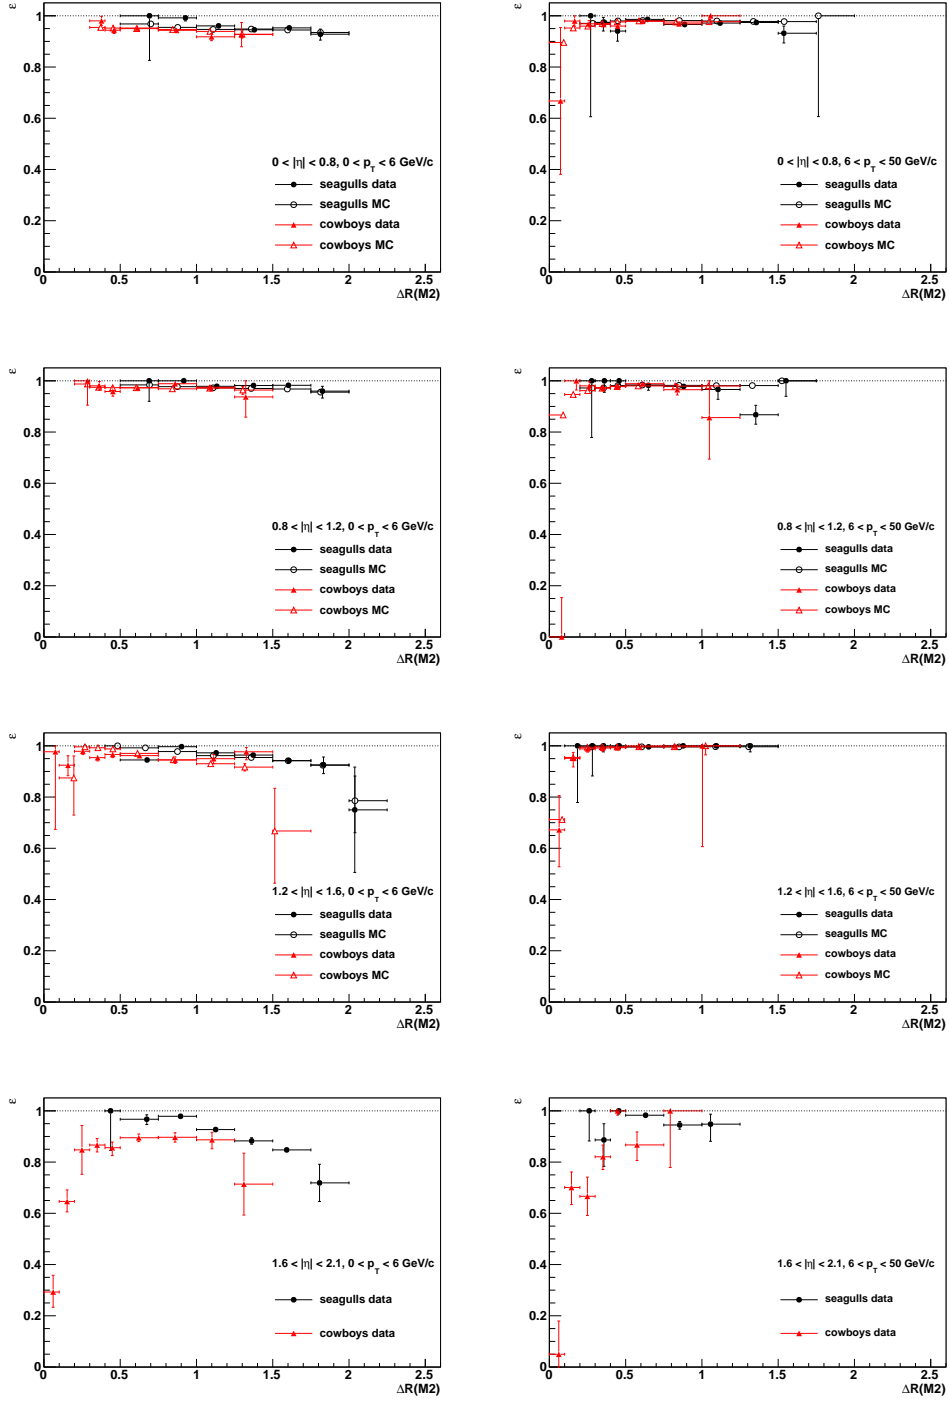 ε
1
0.8
0.6
0.4
0.2
0
0 < |η| < 0.8, 0 < p_T < 6 GeV/c
seagulls data
seagulls MC
cowboys data
cowboys MC
0 0.5 1 1.5 2 2.5
ΔR(M2)
ε
1
0.8
0.6
0.4
0.2
0
0 < |η| < 0.8, 6 < p_T < 50 GeV/c
seagulls data
seagulls MC
cowboys data
cowboys MC
0 0.5 1 1.5 2 2.5
ΔR(M2)
ε
1
0.8
0.6
0.4
0.2
0
0.8 < |η| < 1.2, 0 < p_T < 6 GeV/c
seagulls data
seagulls MC
cowboys data
cowboys MC
0 0.5 1 1.5 2 2.5
ΔR(M2)
ε
1
0.8
0.6
0.4
0.2
0
0.8 < |η| < 1.2, 6 < p_T < 50 GeV/c
seagulls data
seagulls MC
cowboys data
cowboys MC
0 0.5 1 1.5 2 2.5
ΔR(M2)
ε
1
0.8
0.6
0.4
0.2
0
1.2 < |η| < 1.6, 0 < p_T < 6 GeV/c
seagulls data
seagulls MC
cowboys data
cowboys MC
0 0.5 1 1.5 2 2.5
ΔR(M2)
ε
1
0.8
0.6
0.4
0.2
0
1.2 < |η| < 1.6, 6 < p_T < 50 GeV/c
seagulls data
seagulls MC
cowboys data
cowboys MC
0 0.5 1 1.5 2 2.5
ΔR(M2)
ε
1
0.8
0.6
0.4
0.2
0
1.6 < |η| < 2.1, 0 < p_T < 6 GeV/c
seagulls data
cowboys data
0 0.5 1 1.5 2 2.5
ΔR(M2)
ε
1
0.8
0.6
0.4
0.2
0
1.6 < |η| < 2.1, 6 < p_T < 50 GeV/c
seagulls data
cowboys data
0 0.5 1 1.5 2 2.5
ΔR(M2)